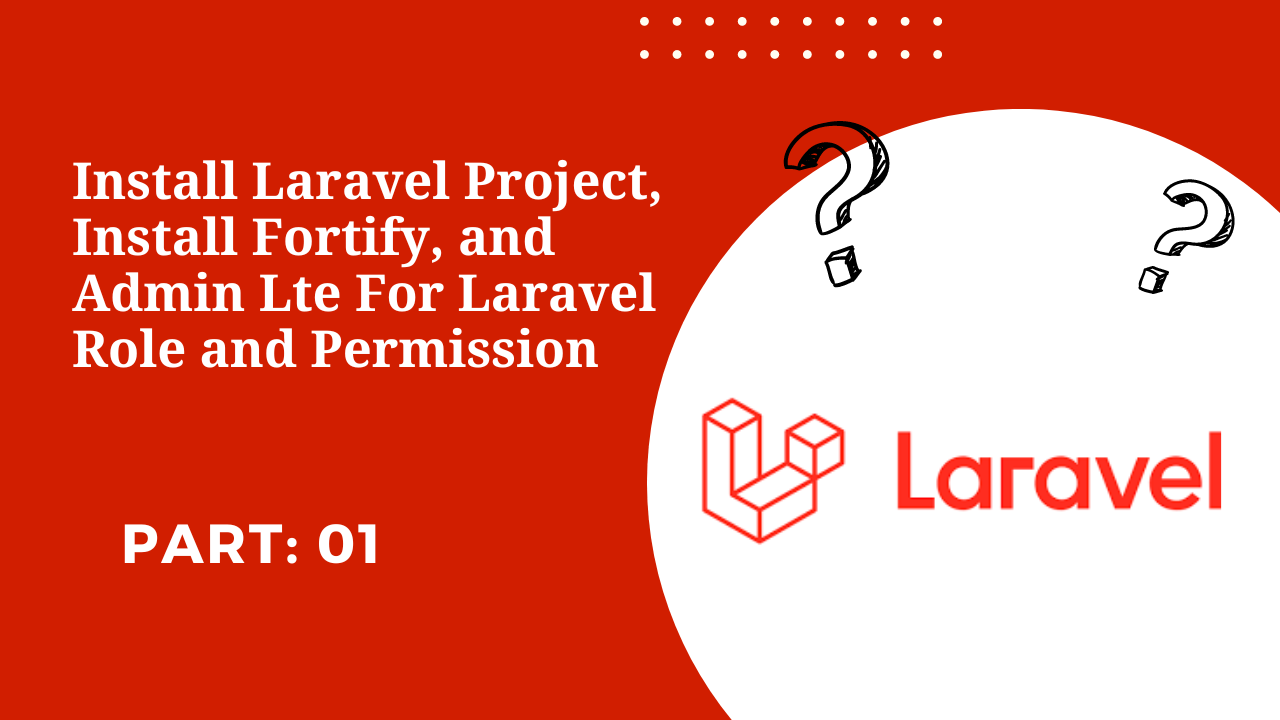 Install Laravel Project,
Install Fortify, and
Admin Lte For Laravel
Role and Permission
PART: 01
Laravel
? ?